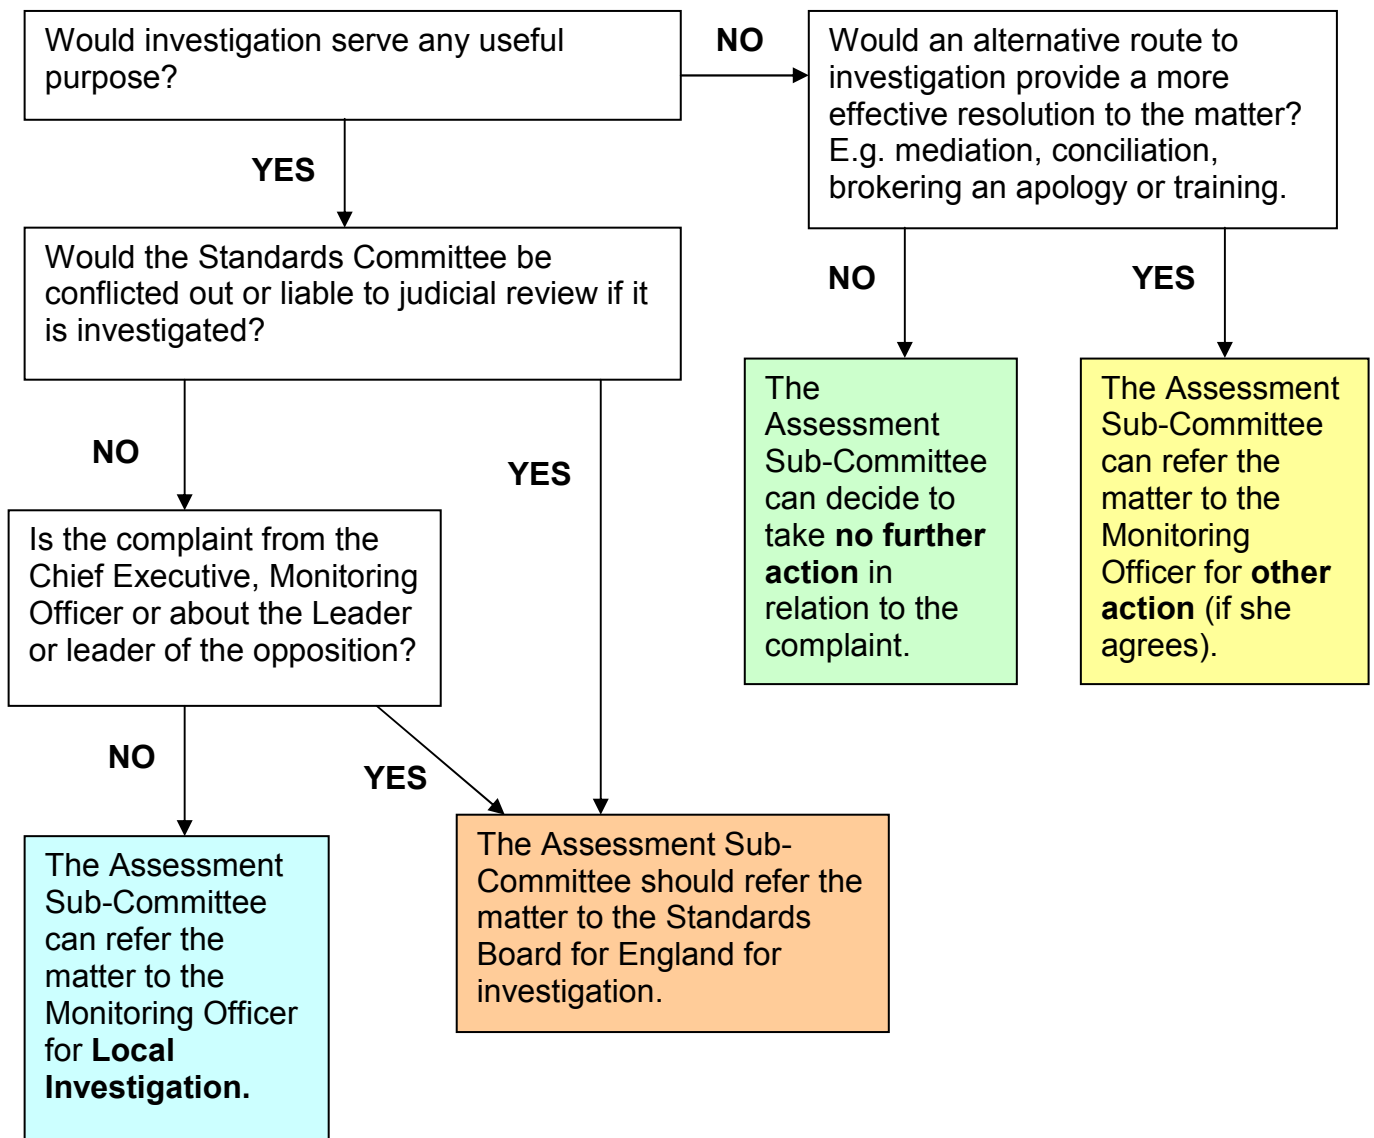 Would investigation serve any useful
purpose?
NO
Would an alternative route to
investigation provide a more
effective resolution to the matter?
E.g. mediation, conciliation,
brokering an apology or training.
YES
Would the Standards Committee be
conflicted out or liable to judicial review if it
is investigated?
NO
YES
The
Assessment
Sub-Committee
can decide to
take no further
action in
relation to the
complaint.
The Assessment
Sub-Committee
can refer the
matter to the
Monitoring
Officer for other
action (if she
agrees).
NO
YES
Is the complaint from the
Chief Executive, Monitoring
Officer or about the Leader
or leader of the opposition?
NO
YES
The Assessment
Sub-Committee
can refer the
matter to the
Monitoring Officer
for Local
Investigation.
The Assessment Sub-
Committee should refer the
matter to the Standards
Board for England for
investigation.